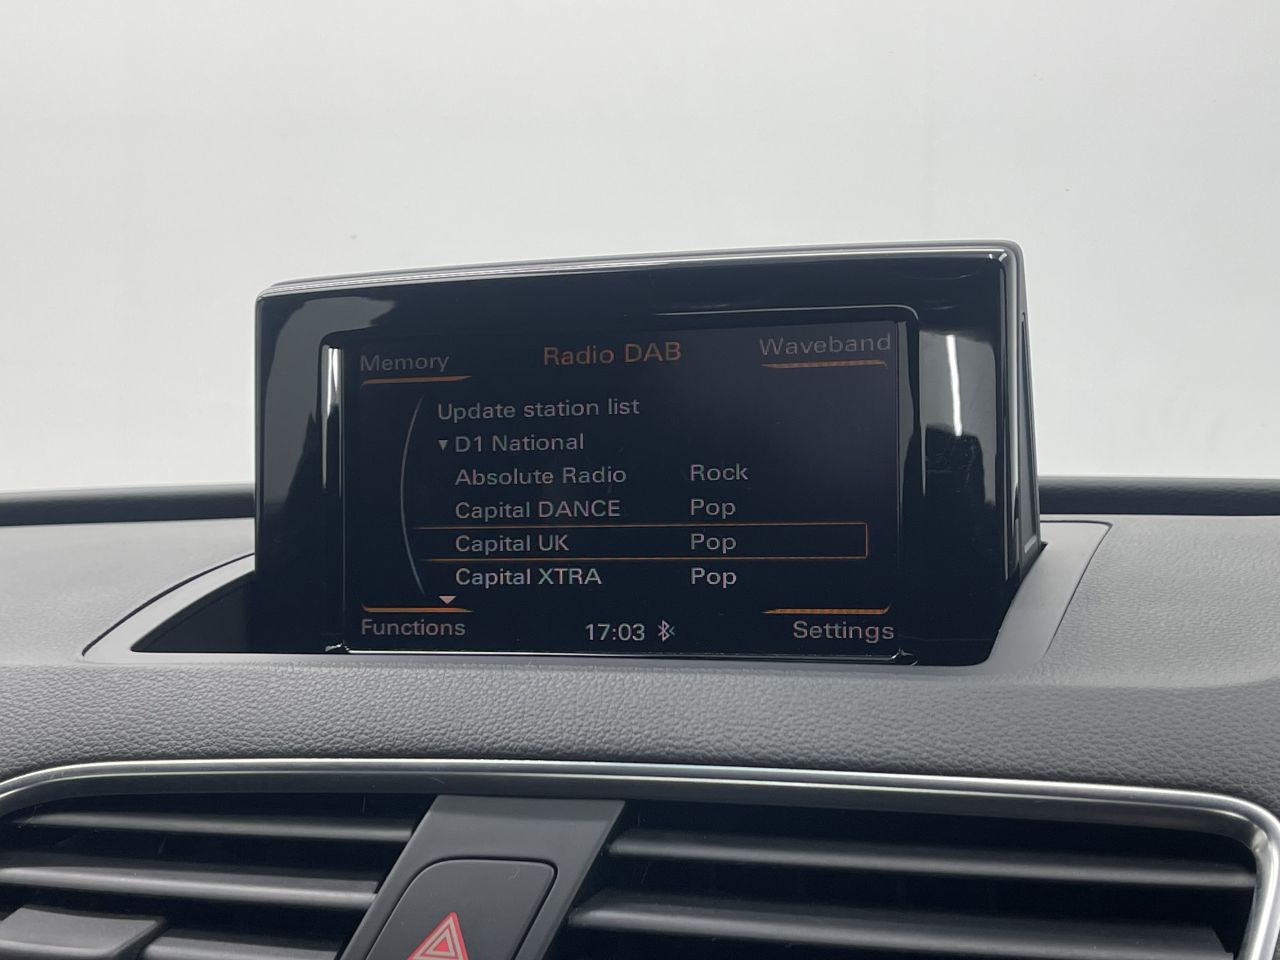 Memory Radio DAB Waveband
Update station list
▼ D1 National
Absolute Radio Rock
Capital DANCE Pop
Capital UK Pop
Capital XTRA Pop
Functions 17:03 Settings